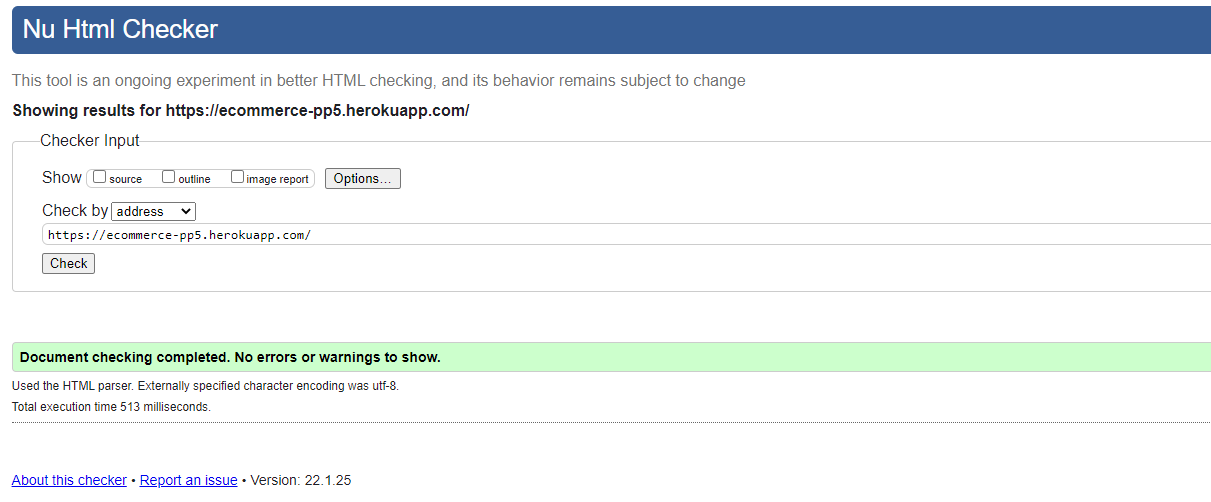 Nu Html Checker
This tool is an ongoing experiment in better HTML checking, and its behavior remains subject to change
Showing results for https://ecommerce-pp5.herokuapp.com/
Checker Input
Show source outline image report Options...
Check by address
https://ecommerce-pp5.herokuapp.com/
Check
Document checking completed. No errors or warnings to show.
Used the HTML parser. Externally specified character encoding was utf-8.
Total execution time 513 milliseconds.
About this checker • Report an issue • Version: 22.1.25